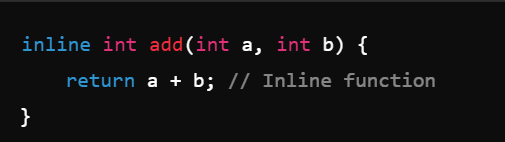 inline int add(int a, int b) {
    return a + b; // Inline function
}